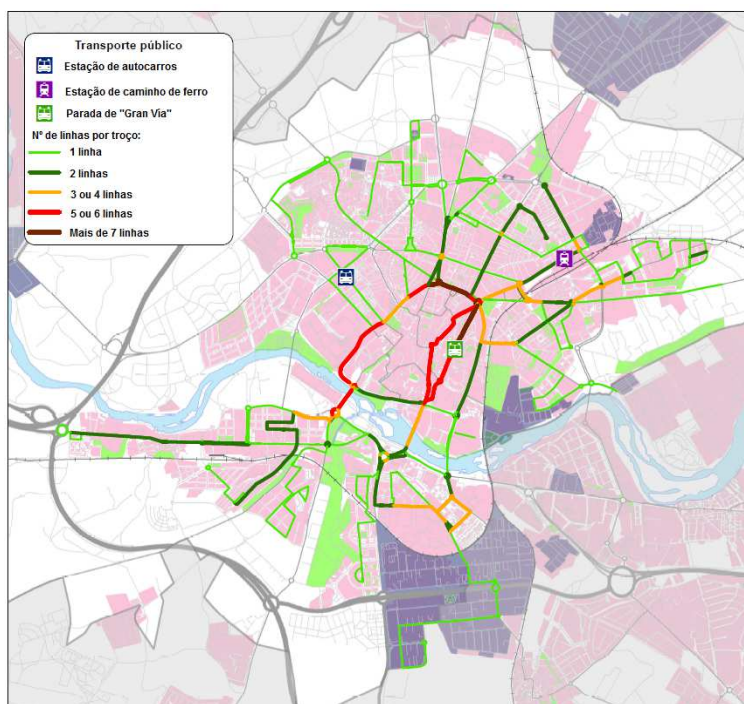 Transporte público
Estação de autocarros
Estação de caminho de ferro
Parada de "Gran Via"
Nº de linhas por troço:
1 linha
2 linhas
3 ou 4 linhas
5 ou 6 linhas
Mais de 7 linhas